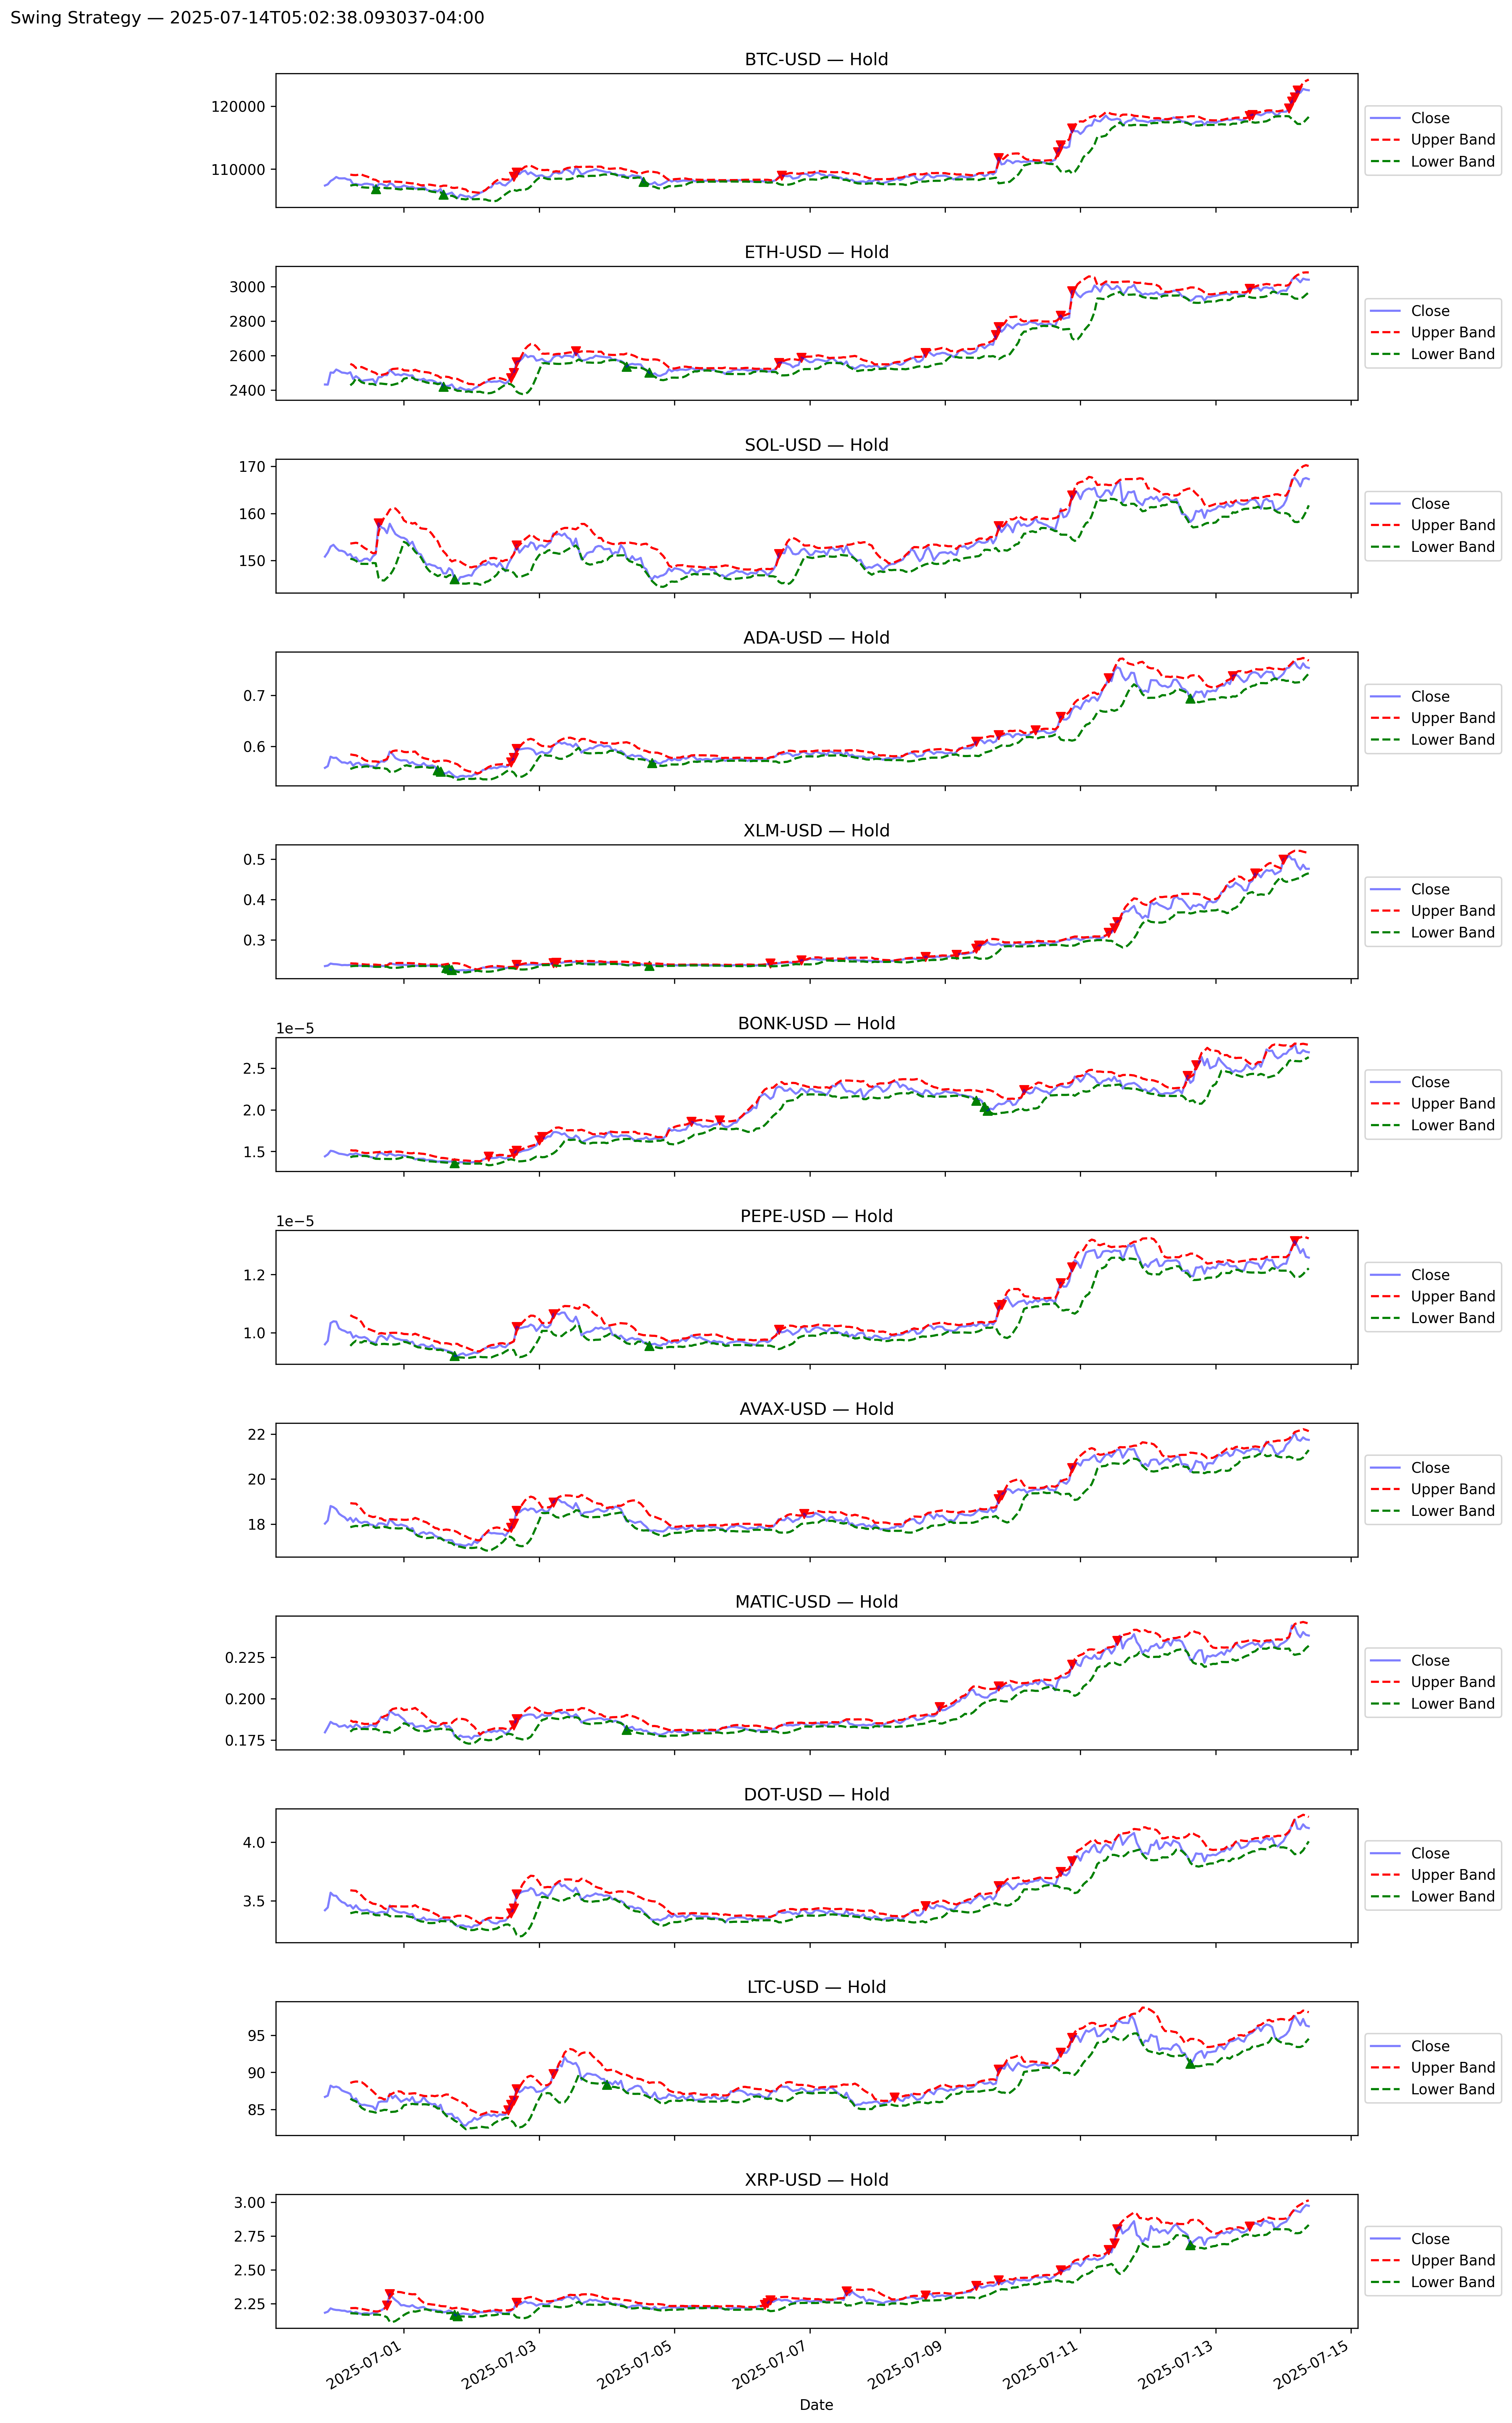 Swing Strategy — 2025-07-14T05:02:38.093037-04:00
BTC-USD — Hold
120000
110000
Close
Upper Band
Lower Band
ETH-USD — Hold
3000
2800
2600
2400
Close
Upper Band
Lower Band
SOL-USD — Hold
170
160
150
Close
Upper Band
Lower Band
ADA-USD — Hold
0.7
0.6
Close
Upper Band
Lower Band
XLM-USD — Hold
0.5
0.4
0.3
Close
Upper Band
Lower Band
BONK-USD — Hold
1e−5
2.5
2.0
1.5
Close
Upper Band
Lower Band
PEPE-USD — Hold
1e−5
1.2
1.0
Close
Upper Band
Lower Band
AVAX-USD — Hold
22
20
18
Close
Upper Band
Lower Band
MATIC-USD — Hold
0.225
0.200
0.175
Close
Upper Band
Lower Band
DOT-USD — Hold
4.0
3.5
Close
Upper Band
Lower Band
LTC-USD — Hold
95
90
85
Close
Upper Band
Lower Band
XRP-USD — Hold
3.00
2.75
2.50
2.25
Close
Upper Band
Lower Band
2025-07-01
2025-07-03
2025-07-05
2025-07-07
2025-07-09
2025-07-11
2025-07-13
2025-07-15
Date